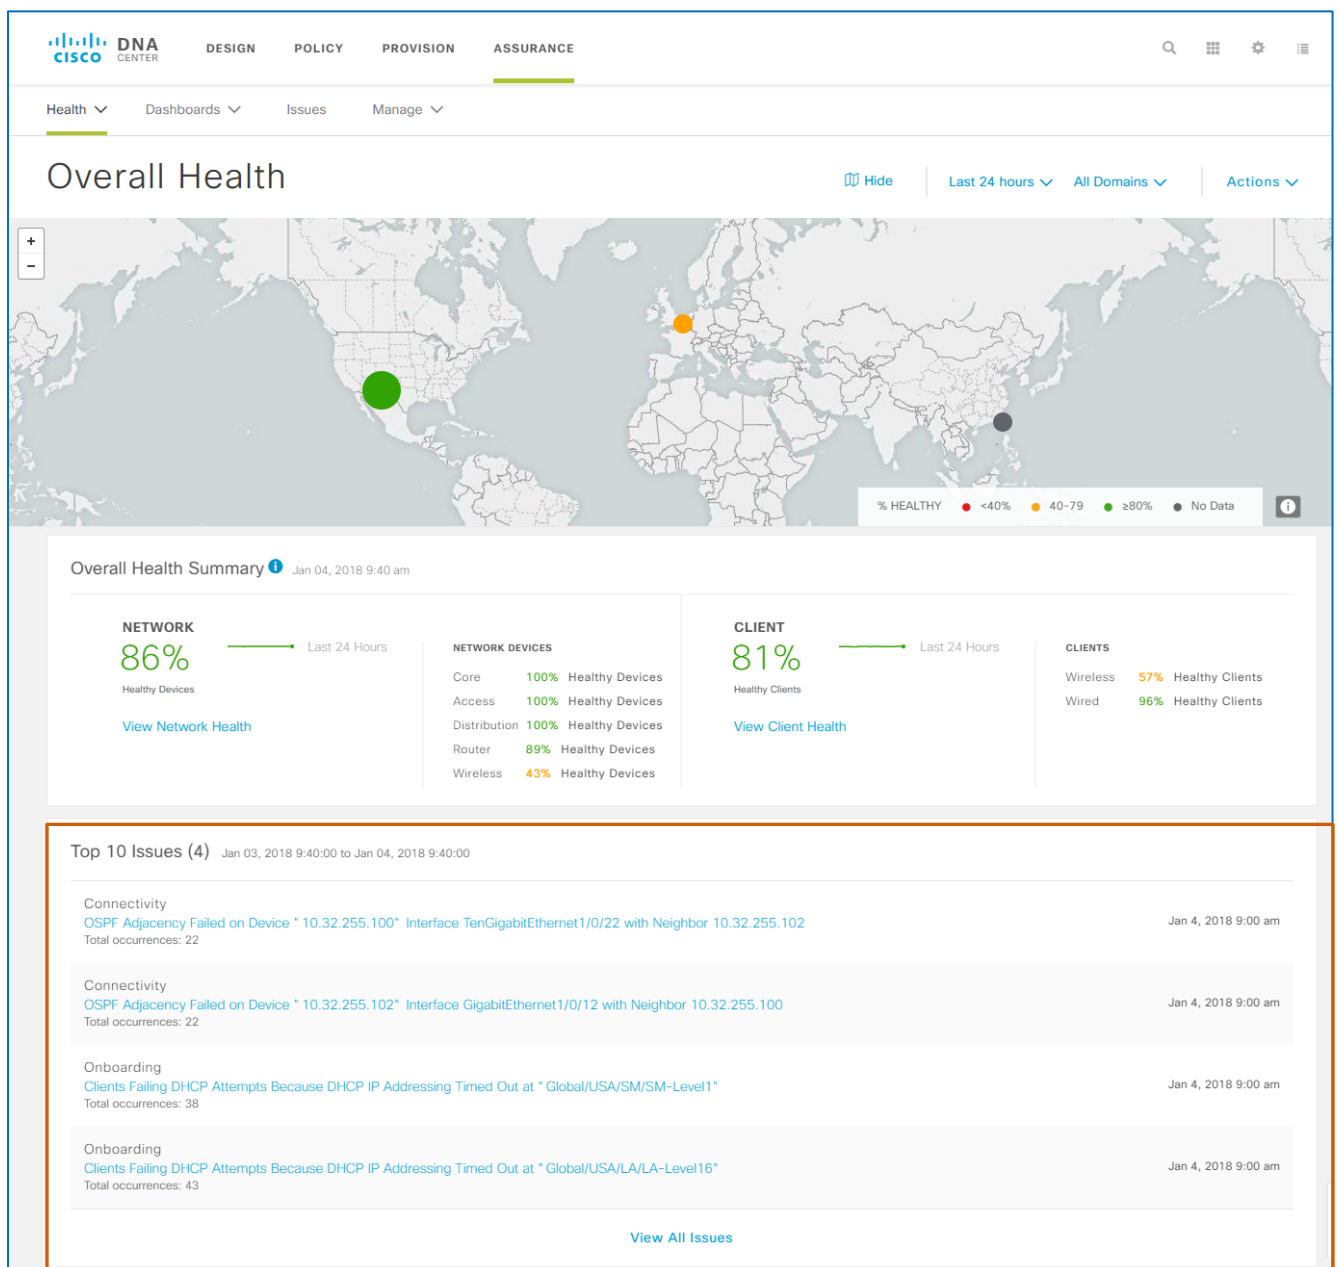 CISCO DNA CENTER DESIGN POLICY PROVISION ASSURANCE
Health Dashboards Issues Manage
Overall Health Hide Last 24 hours All Domains Actions
+
−
% HEALTHY <40% 40-79 ≥80% No Data
Overall Health Summary Jan 04, 2018 9:40 am
NETWORK
86% Last 24 Hours
Healthy Devices
View Network Health
NETWORK DEVICES
Core 100% Healthy Devices
Access 100% Healthy Devices
Distribution 100% Healthy Devices
Router 89% Healthy Devices
Wireless 43% Healthy Devices
CLIENT
81% Last 24 Hours
Healthy Clients
View Client Health
CLIENTS
Wireless 57% Healthy Clients
Wired 96% Healthy Clients
Top 10 Issues (4) Jan 03, 2018 9:40:00 to Jan 04, 2018 9:40:00
Connectivity
OSPF Adjacency Failed on Device " 10.32.255.100" Interface TenGigabitEthernet1/0/22 with Neighbor 10.32.255.102 Jan 4, 2018 9:00 am
Total occurrences: 22
Connectivity
OSPF Adjacency Failed on Device " 10.32.255.102" Interface GigabitEthernet1/0/12 with Neighbor 10.32.255.100 Jan 4, 2018 9:00 am
Total occurrences: 22
Onboarding
Clients Failing DHCP Attempts Because DHCP IP Addressing Timed Out at " Global/USA/SM/SM-Level1" Jan 4, 2018 9:00 am
Total occurrences: 38
Onboarding
Clients Failing DHCP Attempts Because DHCP IP Addressing Timed Out at " Global/USA/LA/LA-Level16" Jan 4, 2018 9:00 am
Total occurrences: 43
View All Issues